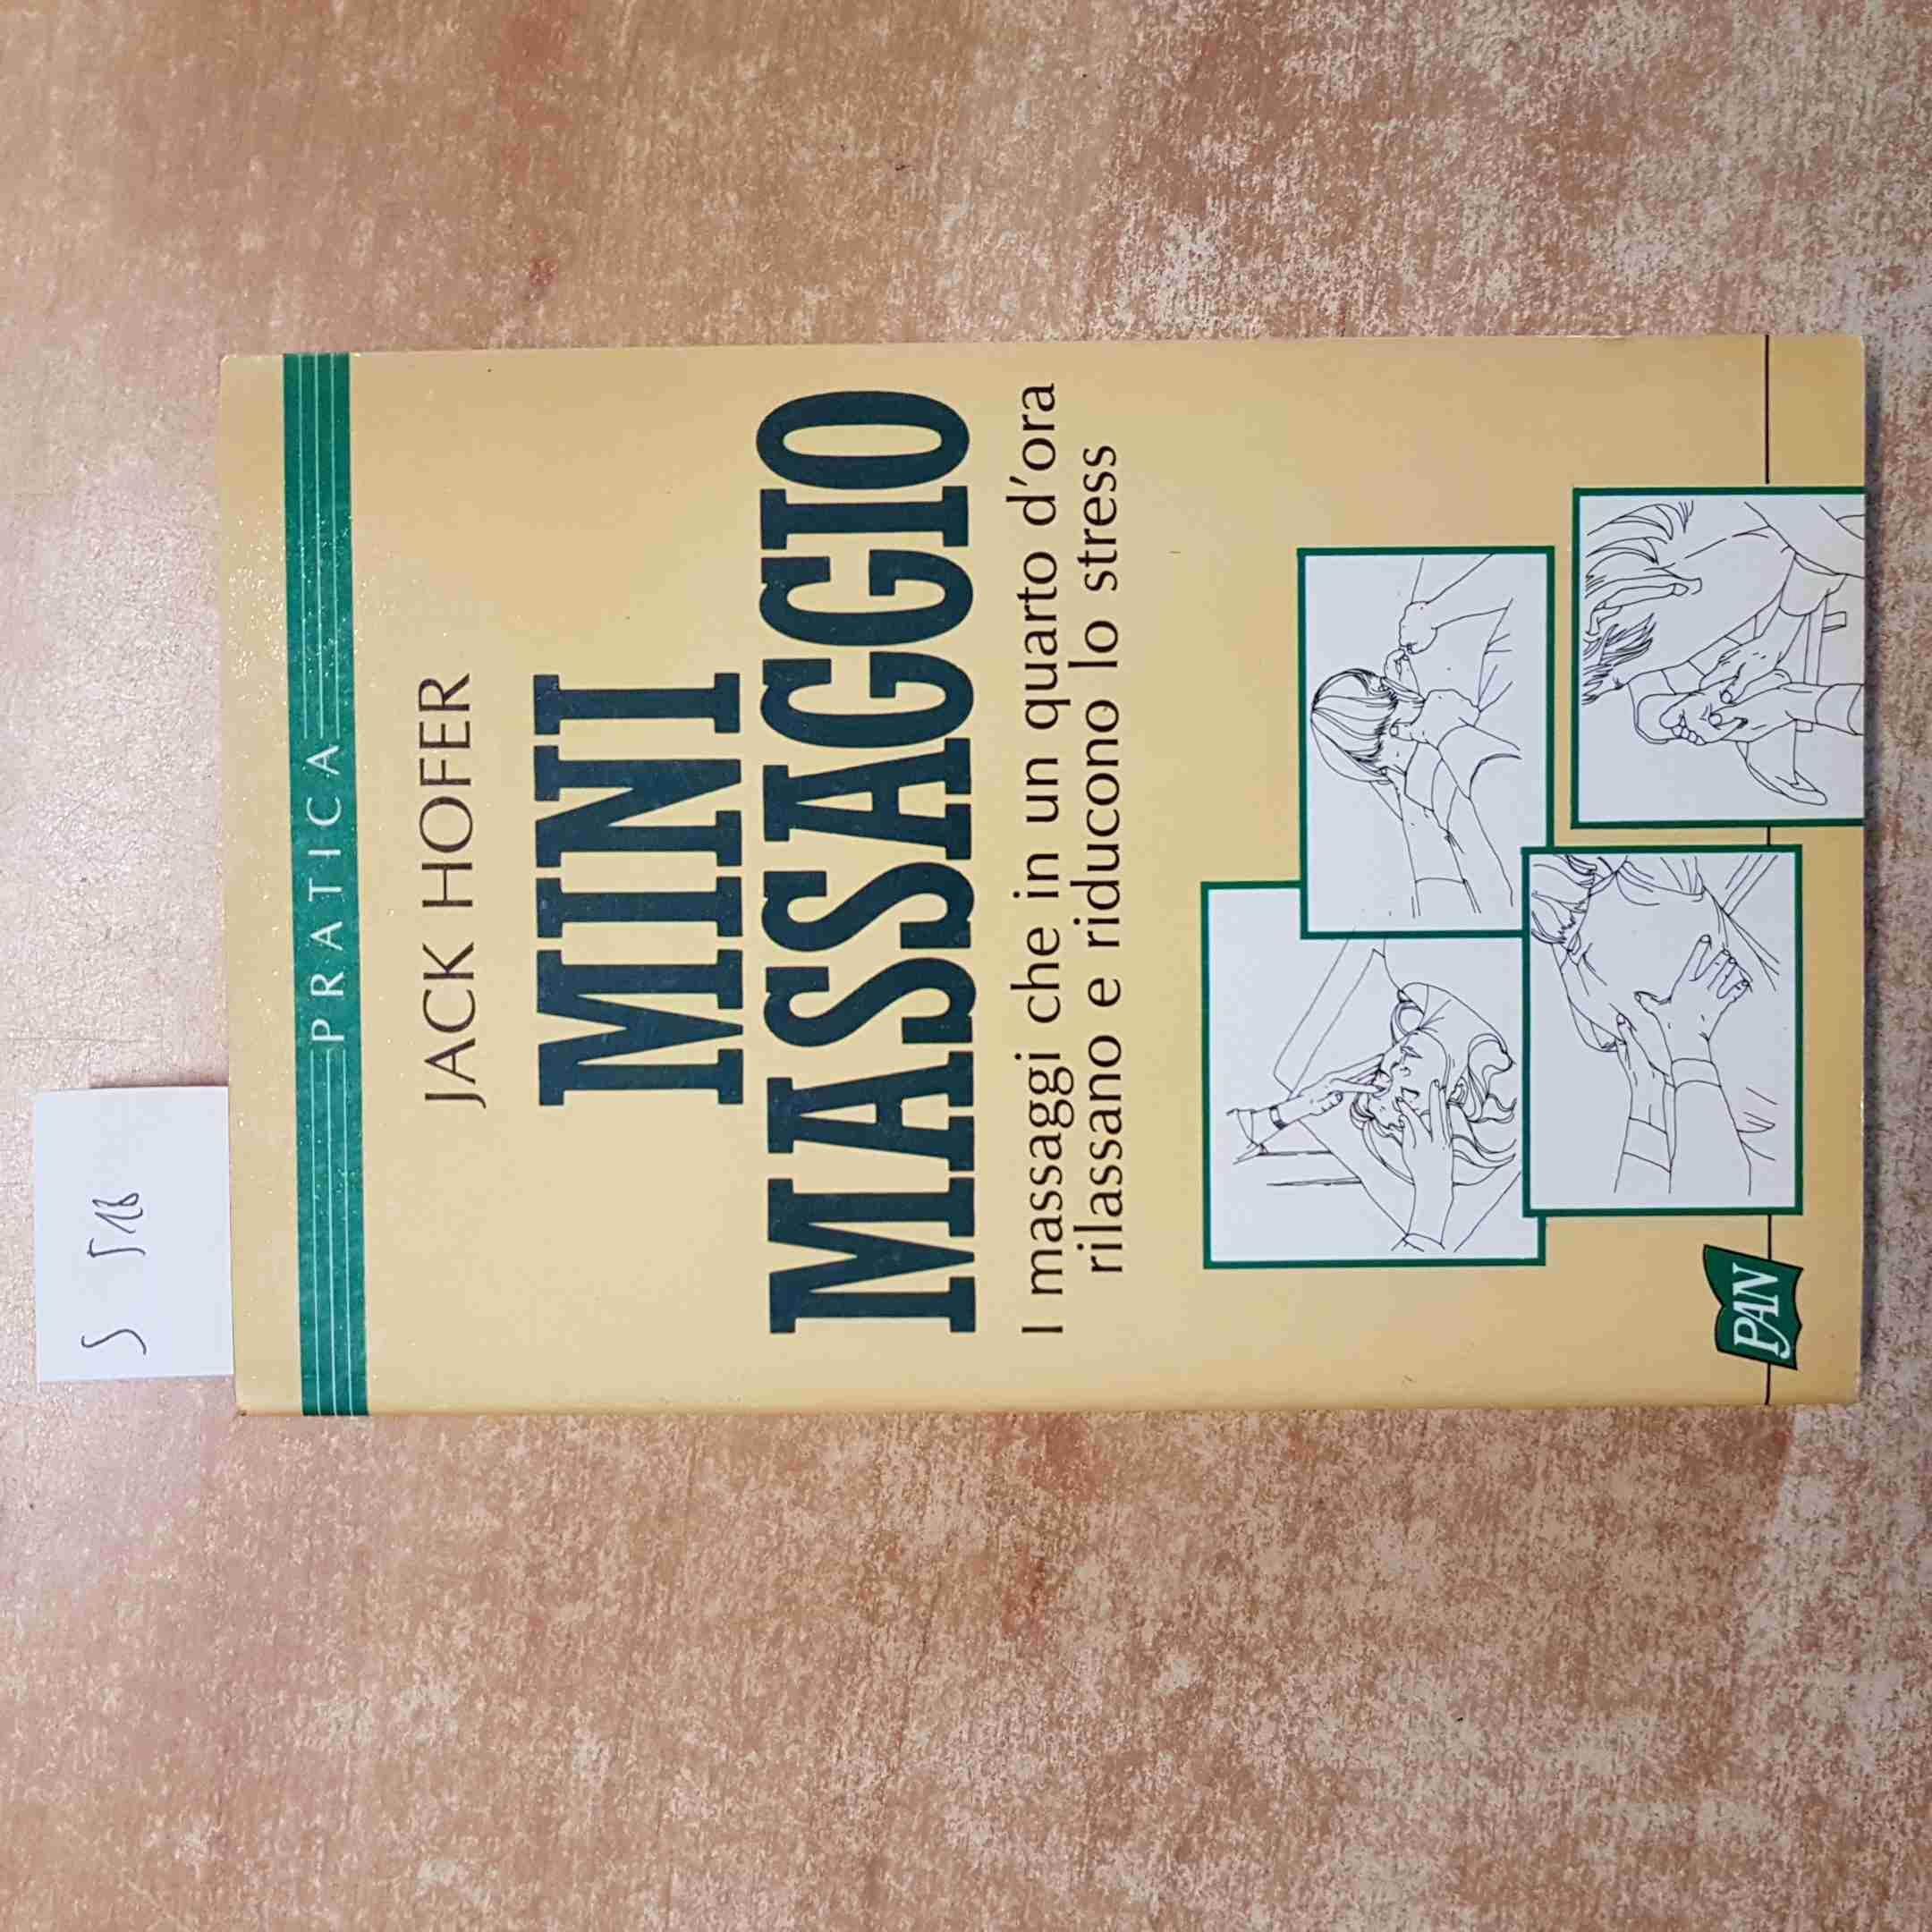 S 518
PRATICA
JACK HOFER
MINI
MASSAGGIO
I massaggi che in un quarto d'ora
rilassano e riducono lo stress
PAN